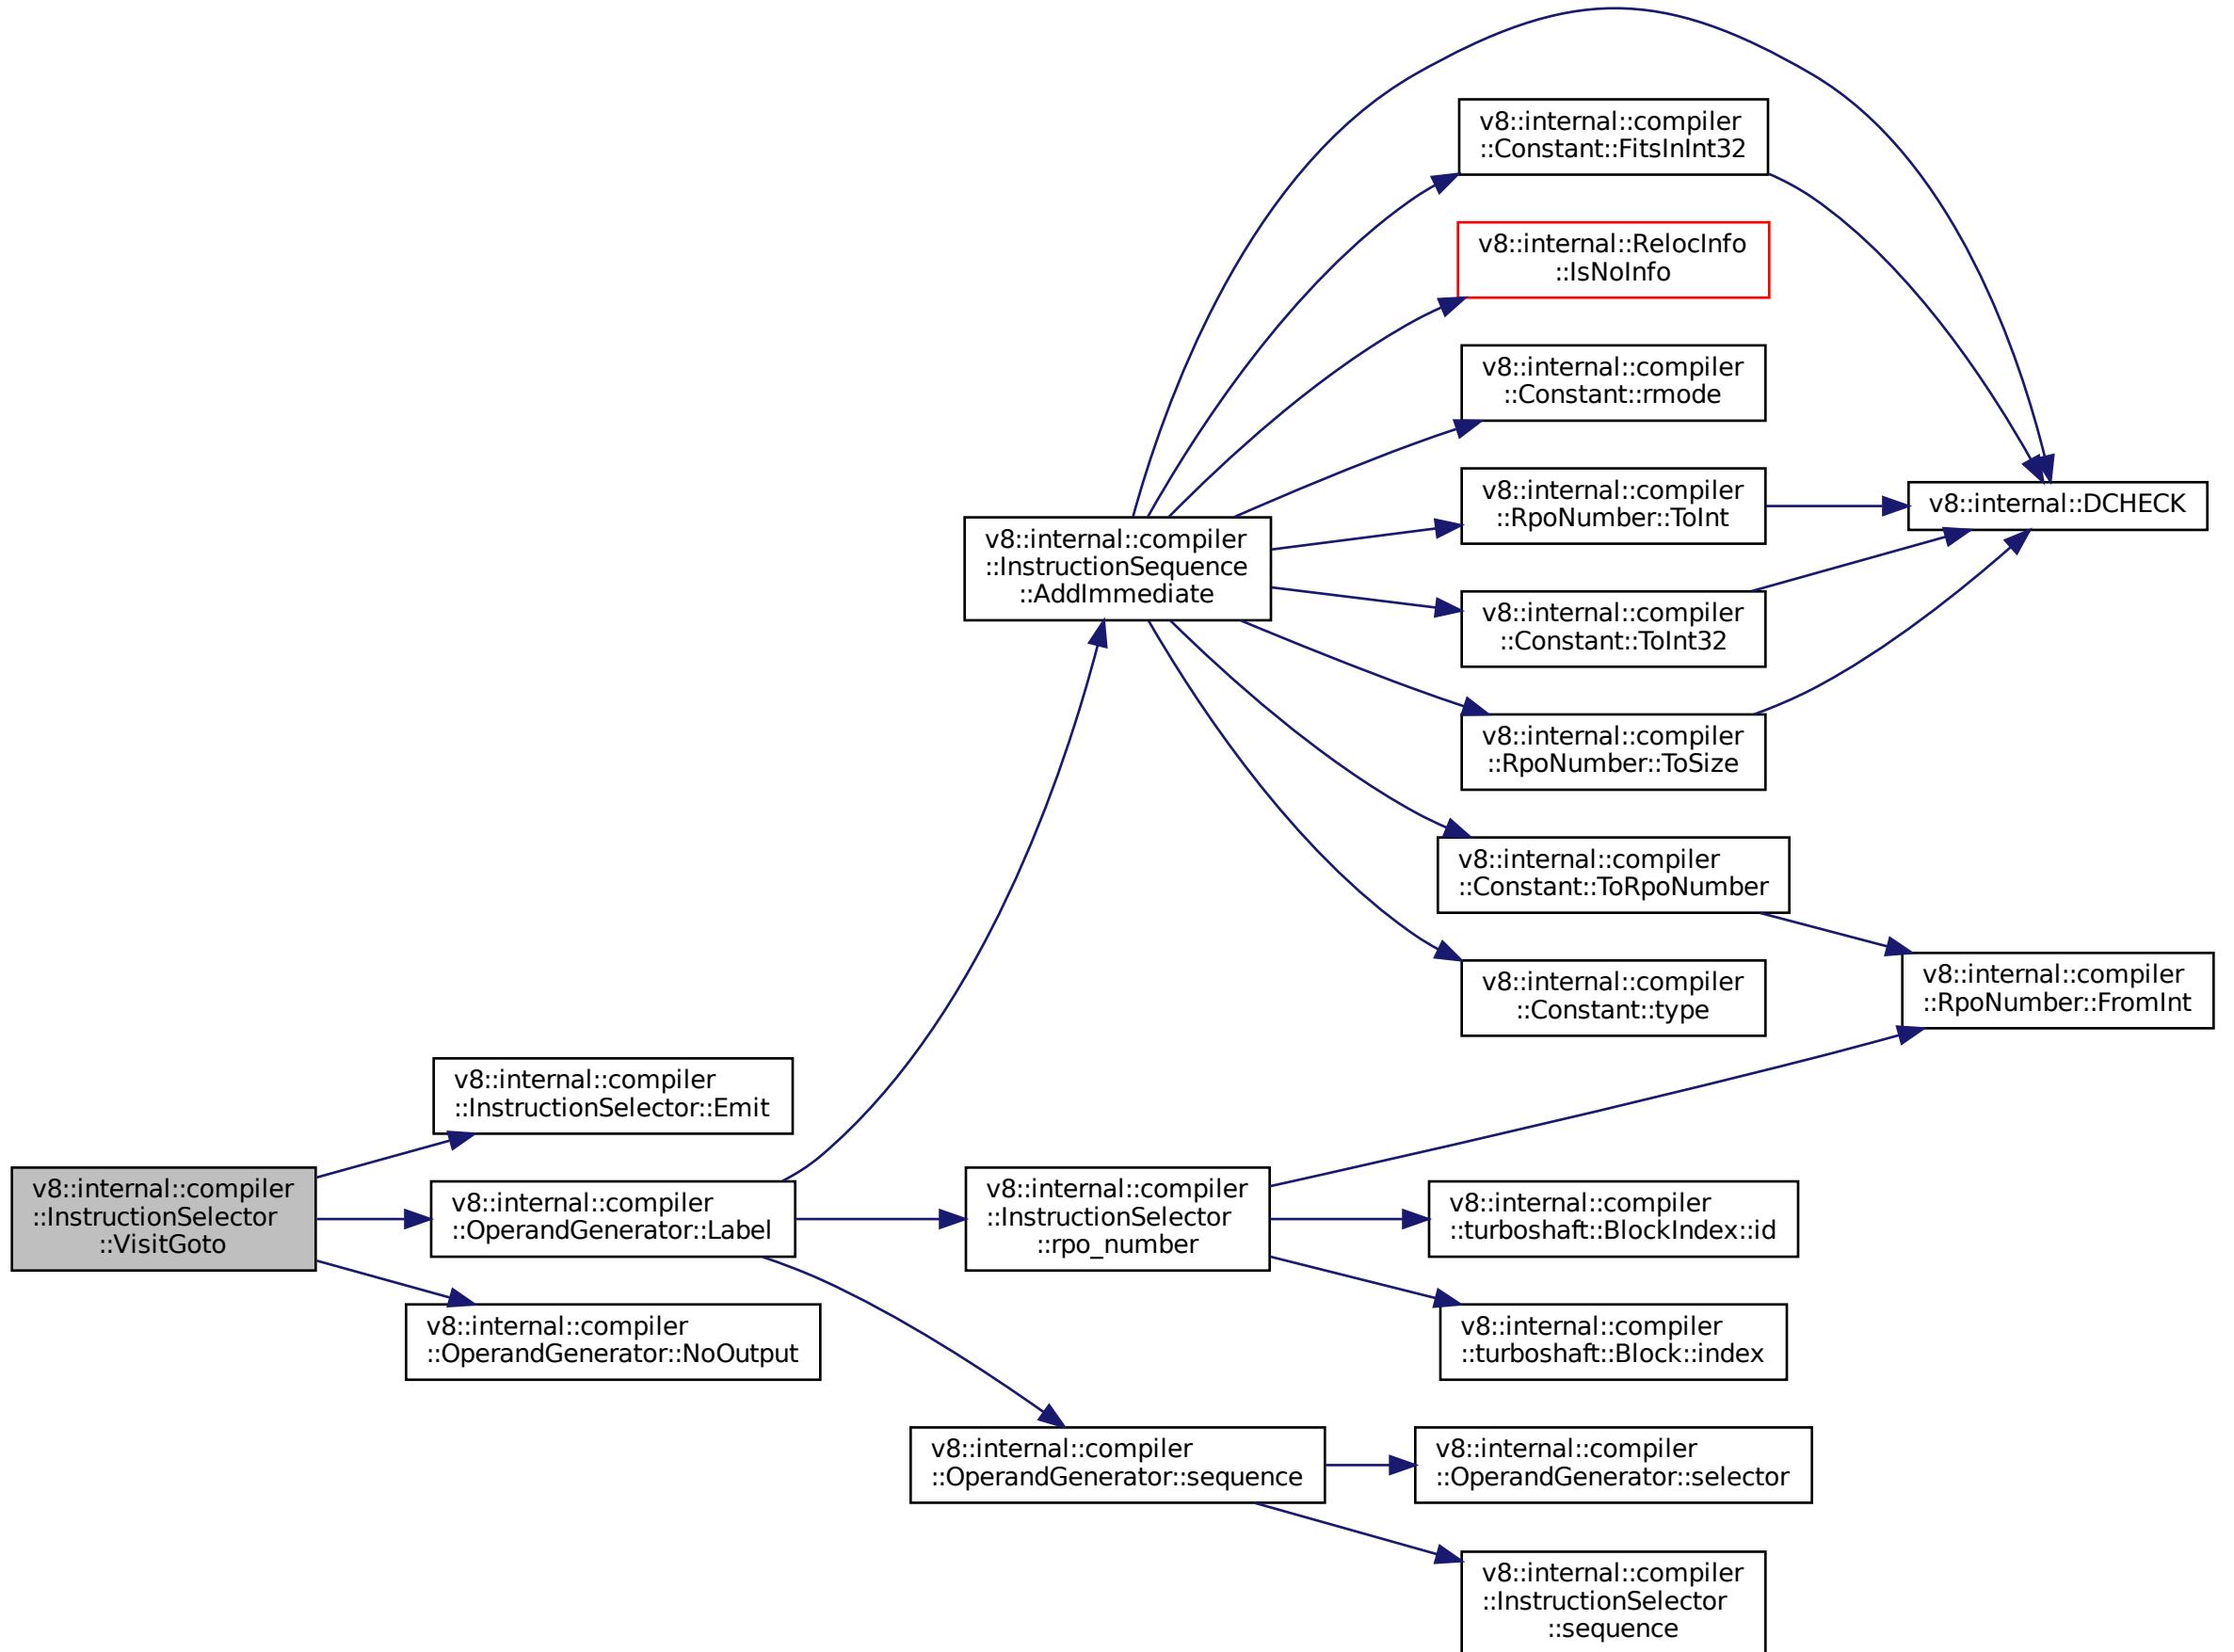 v8::internal::compiler
::Constant::FitsInInt32
v8::internal::RelocInfo
::IsNoInfo
v8::internal::compiler
::Constant::rmode
v8::internal::compiler
::RpoNumber::ToInt
v8::internal::DCHECK
v8::internal::compiler
::InstructionSequence
::AddImmediate
v8::internal::compiler
::Constant::ToInt32
v8::internal::compiler
::RpoNumber::ToSize
v8::internal::compiler
::Constant::ToRpoNumber
v8::internal::compiler
::RpoNumber::FromInt
v8::internal::compiler
::Constant::type
v8::internal::compiler
::InstructionSelector::Emit
v8::internal::compiler
::InstructionSelector
::VisitGoto
v8::internal::compiler
::OperandGenerator::Label
v8::internal::compiler
::InstructionSelector
::rpo_number
v8::internal::compiler
::turboshaft::BlockIndex::id
v8::internal::compiler
::OperandGenerator::NoOutput
v8::internal::compiler
::turboshaft::Block::index
v8::internal::compiler
::OperandGenerator::sequence
v8::internal::compiler
::OperandGenerator::selector
v8::internal::compiler
::InstructionSelector
::sequence